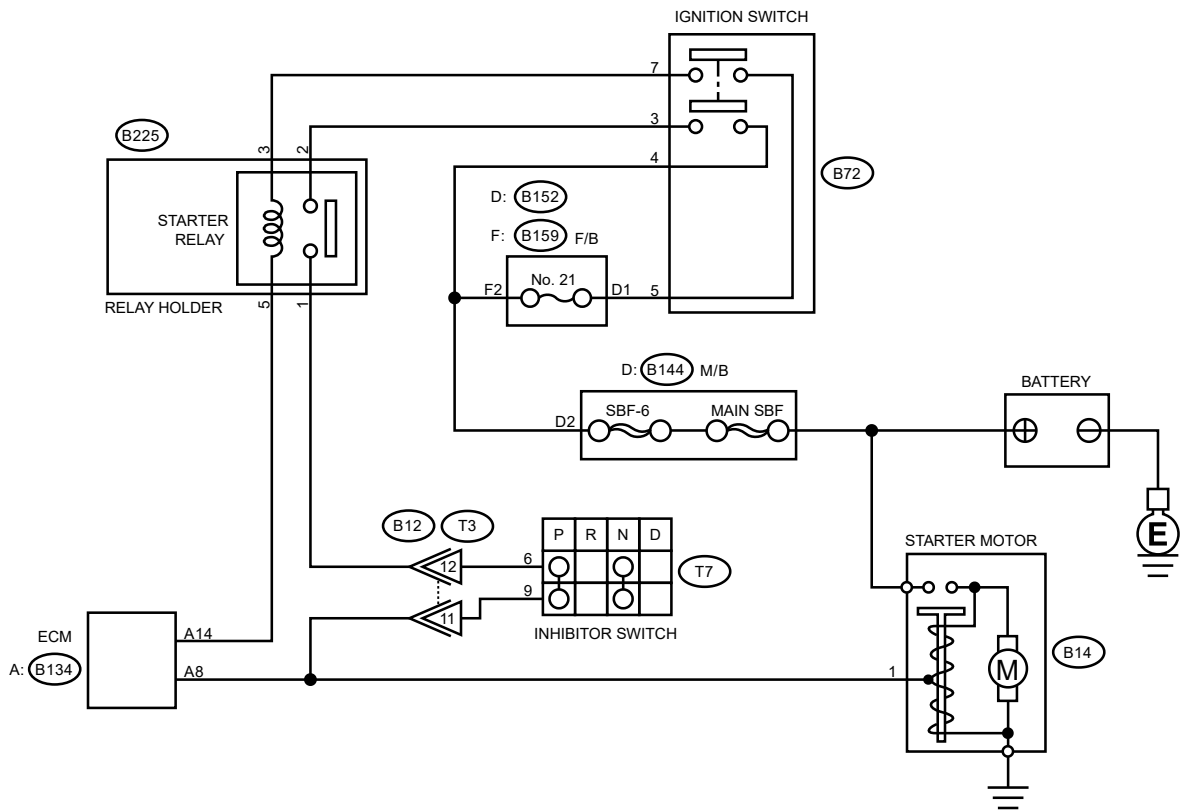 IGNITION SWITCH
7
B225
3
2
3
4
B72
D: B152
STARTER
RELAY
F: B159 F/B
No. 21
F2
D1
5
RELAY HOLDER
5
1
D: B144 M/B
BATTERY
SBF-6
MAIN SBF
D2
B12
T3
P R N D
STARTER MOTOR
E
12
6
T7
9
11
INHIBITOR SWITCH
ECM
A14
A: B134
A8
1
M
B14